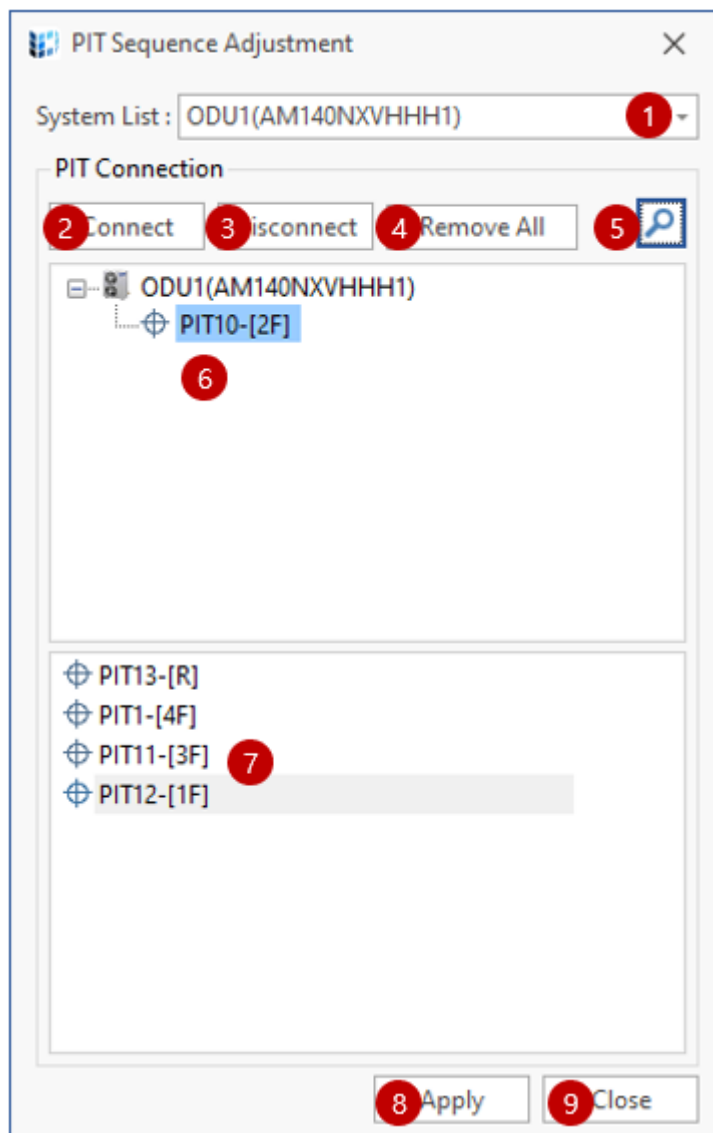 PIT Sequence Adjustment
System List : ODU1(AM140NXVHHH1) 1
PIT Connection
2 Connect 3 isconnect 4 Remove All 5
ODU1(AM140NXVHHH1)
PIT10-[2F]
6
PIT13-[R]
PIT1-[4F]
PIT11-[3F] 7
PIT12-[1F]
8 Apply 9 Close